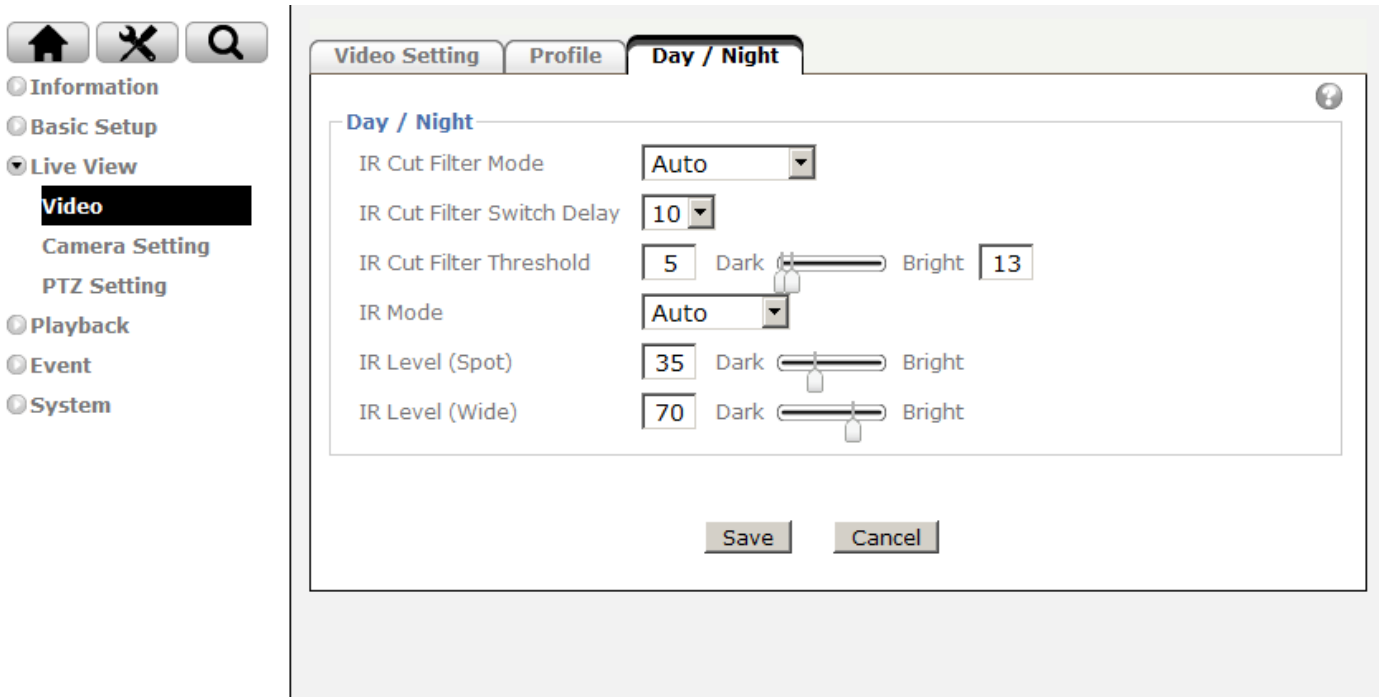 Information
Basic Setup
Live View
Video
Camera Setting
PTZ Setting
Playback
Event
System
Video Setting Profile Day / Night
?
Day / Night
IR Cut Filter Mode Auto
IR Cut Filter Switch Delay 10
IR Cut Filter Threshold 5 Dark Bright 13
IR Mode Auto
IR Level (Spot) 35 Dark Bright
IR Level (Wide) 70 Dark Bright
Save Cancel